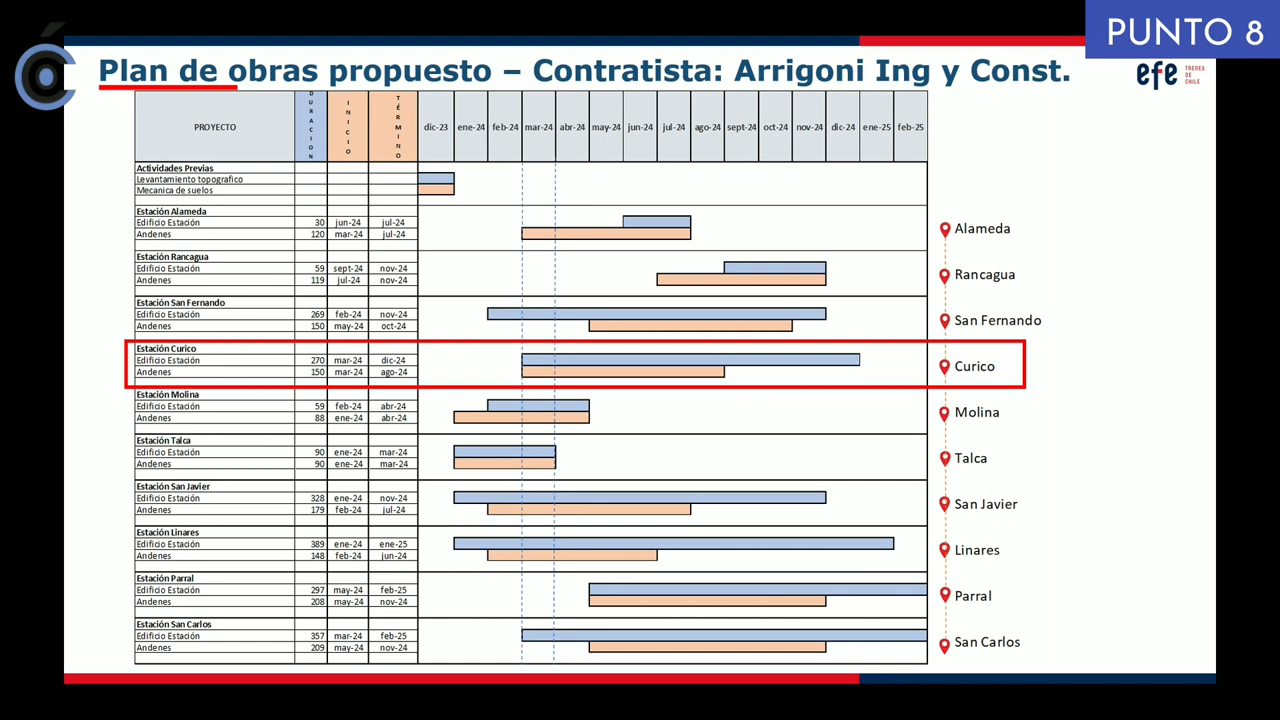 PUNTO 8
Plan de obras propuesto – Contratista: Arrigoni Ing y Const.
efe TRENES DE CHILE
PROYECTO DURACION INICIO TÉRMINO dic-23 ene-24 feb-24 mar-24 abr-24 may-24 jun-24 jul-24 ago-24 sept-24 oct-24 nov-24 dic-24 ene-25 feb-25
Actividades Previas
Levantamiento topografico
Mecanica de suelos
Estación Alameda
Edificio Estación 30 jun-24 jul-24
Andenes 120 mar-24 jul-24
Alameda
Estación Rancagua
Edificio Estación 59 sept-24 nov-24
Andenes 119 jul-24 nov-24
Rancagua
Estación San Fernando
Edificio Estación 269 feb-24 nov-24
Andenes 150 may-24 oct-24
San Fernando
Estación Curico
Edificio Estación 270 mar-24 dic-24
Andenes 150 mar-24 ago-24
Curico
Estación Molina
Edificio Estación 59 feb-24 abr-24
Andenes 88 ene-24 abr-24
Molina
Estación Talca
Edificio Estación 90 ene-24 mar-24
Andenes 90 ene-24 mar-24
Talca
Estación San Javier
Edificio Estación 328 ene-24 nov-24
Andenes 179 feb-24 jul-24
San Javier
Estación Linares
Edificio Estación 389 ene-24 ene-25
Andenes 148 feb-24 jun-24
Linares
Estación Parral
Edificio Estación 297 may-24 feb-25
Andenes 208 may-24 nov-24
Parral
Estación San Carlos
Edificio Estación 357 mar-24 feb-25
Andenes 209 may-24 nov-24
San Carlos